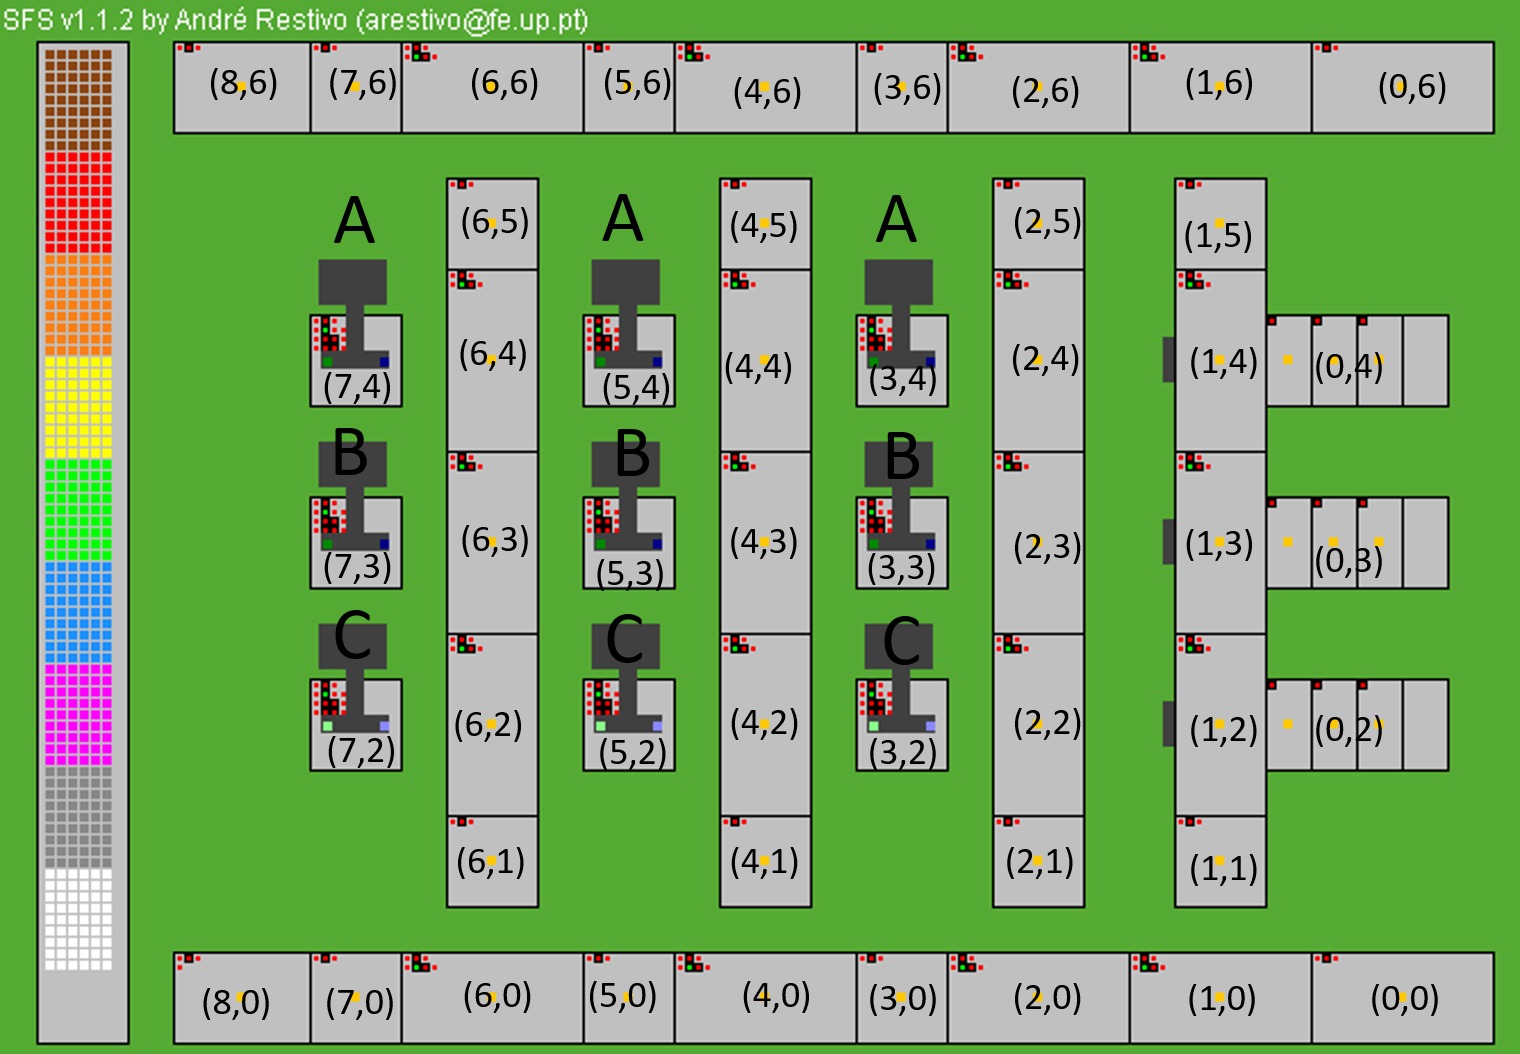 SFS v1.1.2 by André Restivo (arestivo@fe.up.pt)
(8,6) (7,6) (6,6) (5,6) (4,6) (3,6) (2,6) (1,6) (0,6)
A (6,5) A (4,5) A (2,5) (1,5)
(7,4) (6,4) (5,4) (4,4) (3,4) (2,4) (1,4) (0,4)
B B B
(7,3) (6,3) (5,3) (4,3) (3,3) (2,3) (1,3) (0,3)
C C C
(7,2) (6,2) (5,2) (4,2) (3,2) (2,2) (1,2) (0,2)
(6,1) (4,1) (2,1) (1,1)
(8,0) (7,0) (6,0) (5,0) (4,0) (3,0) (2,0) (1,0) (0,0)